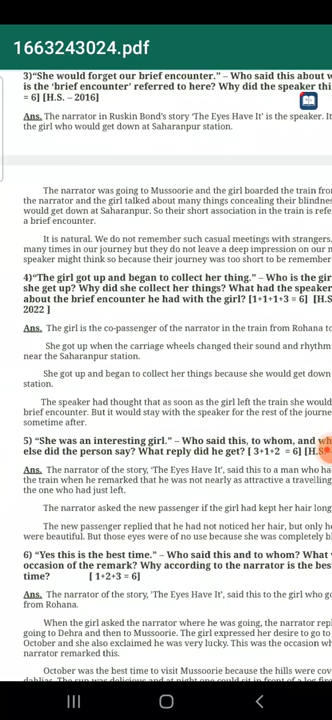 1663243024.pdf
3)“She would forget our brief encounter.” – Who said this about w
is the ‘brief encounter’ referred to here? Why did the speaker thi
= 6] [H.S. – 2016]
Ans. The narrator in Ruskin Bond’s story ‘The Eyes Have It’ is the speaker. It
the girl who would get down at Saharanpur station.
The narrator was going to Mussoorie and the girl boarded the train fro
the narrator and the girl talked about many things concealing their blindnes
would get down at Saharanpur. So their short association in the train is refe
a brief encounter.
It is natural. We do not remember such casual meetings with strangers.
many times in our journey but they do not leave a deep impression on our m
speaker might think so because their journey was too short to be remember
4)“The girl got up and began to collect her thing.” – Who is the gir
she get up? Why did she collect her things? What had the speaker
about the brief encounter he had with the girl? [1+1+1+3 = 6] [H.S
2022 ]
Ans. The girl is the co-passenger of the narrator in the train from Rohana to
She got up when the carriage wheels changed their sound and rhythm
near the Saharanpur station.
She got up and began to collect her things because she would get down
station.
The speaker had thought that as soon as the girl left the train she would
brief encounter. But it would stay with the speaker for the rest of the journe
sometime after.
5) “She was an interesting girl.” – Who said this, to whom, and wh
else did the person say? What reply did he get? [ 3+1+2 = 6] [H.S
Ans. The narrator of the story, ‘The Eyes Have It’, said this to a man who ha
the train when he remarked that he was not nearly as attractive a travelling
the one who had just left.
The narrator asked the new passenger if the girl had kept her hair long
The new passenger replied that he had not noticed her hair, but only h
were beautiful. But those eyes were of no use because she was completely b
6) “Yes this is the best time.” – Who said this and to whom? What
occasion of the remark? Why according to the narrator is the bes
time? [ 1+2+3 = 6]
Ans. The narrator of the story, ‘The Eyes Have It’, said this to the girl who go
from Rohana.
When the girl asked the narrator where he was going, the narrator repl
going to Dehra and then to Mussoorie. The girl expressed her desire to go to
October and she also exclaimed he was very lucky. This was the occasion wh
narrator remarked this.
October was the best time to visit Mussoorie because the hills were cov
dahlias. The sun was delicious and at night one could sit in front of a log fire